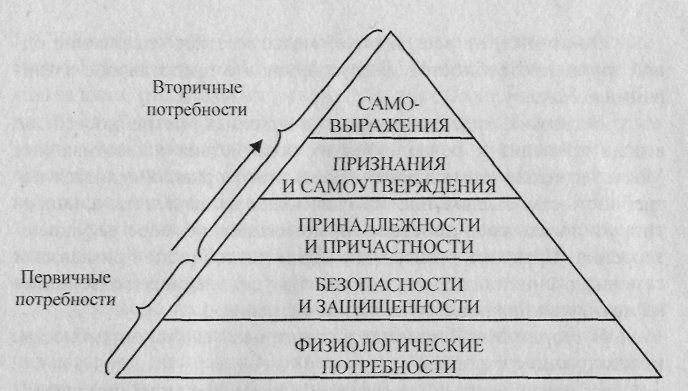 Вторичные
потребности
САМО-
ВЫРАЖЕНИЯ
ПРИЗНАНИЯ
И САМОУТВЕРЖДЕНИЯ
ПРИНАДЛЕЖНОСТИ
И ПРИЧАСТНОСТИ
Первичные
потребности
БЕЗОПАСНОСТИ
И ЗАЩИЩЕННОСТИ
ФИЗИОЛОГИЧЕСКИЕ
ПОТРЕБНОСТИ